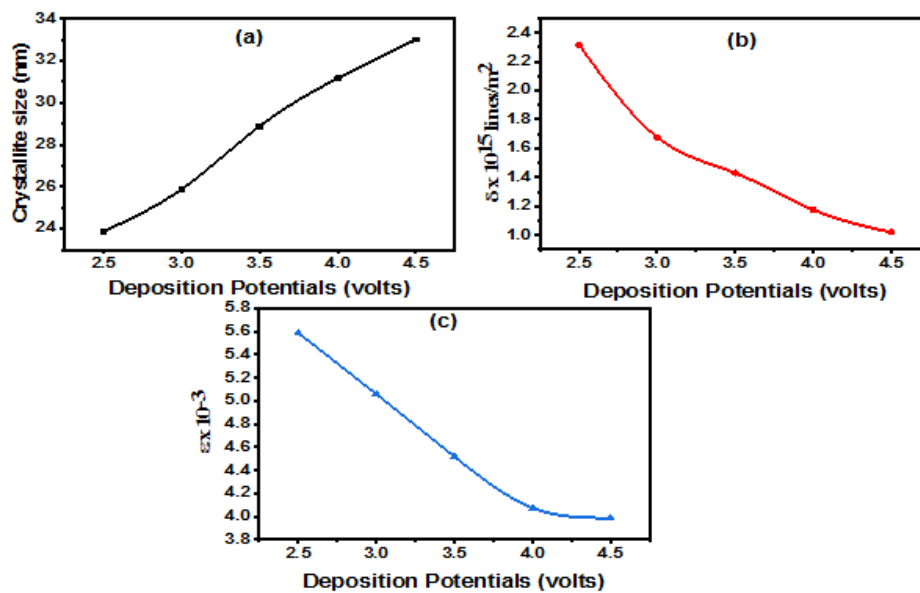 (a)
Crystallite size (nm)
34
32
30
28
26
24
2.5 3.0 3.5 4.0 4.5
Deposition Potentials (volts)
(b)
δ x 10^15 lines/m^2
2.4
2.2
2.0
1.8
1.6
1.4
1.2
1.0
2.5 3.0 3.5 4.0 4.5
Deposition Potentials (volts)
(c)
εx 10^-3
5.8
5.6
5.4
5.2
5.0
4.8
4.6
4.4
4.2
4.0
3.8
2.5 3.0 3.5 4.0 4.5
Deposition Potentials (volts)